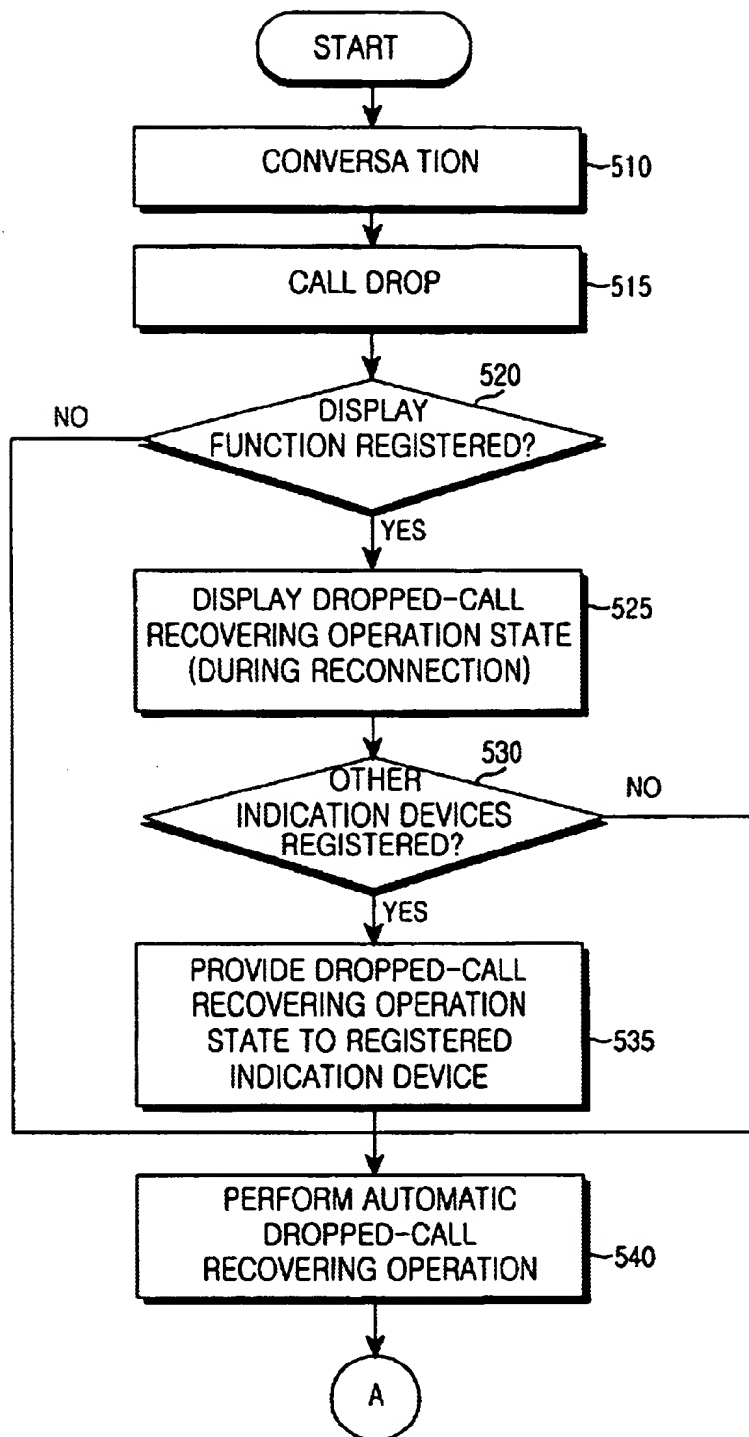 START
CONVERSATION
510
CALL DROP
515
520
NO
DISPLAY
FUNCTION REGISTERED?
YES
DISPLAY DROPPED-CALL
RECOVERING OPERATION STATE
(DURING RECONNECTION)
525
530
OTHER
INDICATION DEVICES
REGISTERED?
NO
YES
PROVIDE DROPPED-CALL
RECOVERING OPERATION
STATE TO REGISTERED
INDICATION DEVICE
535
PERFORM AUTOMATIC
DROPPED-CALL
RECOVERING OPERATION
540
A